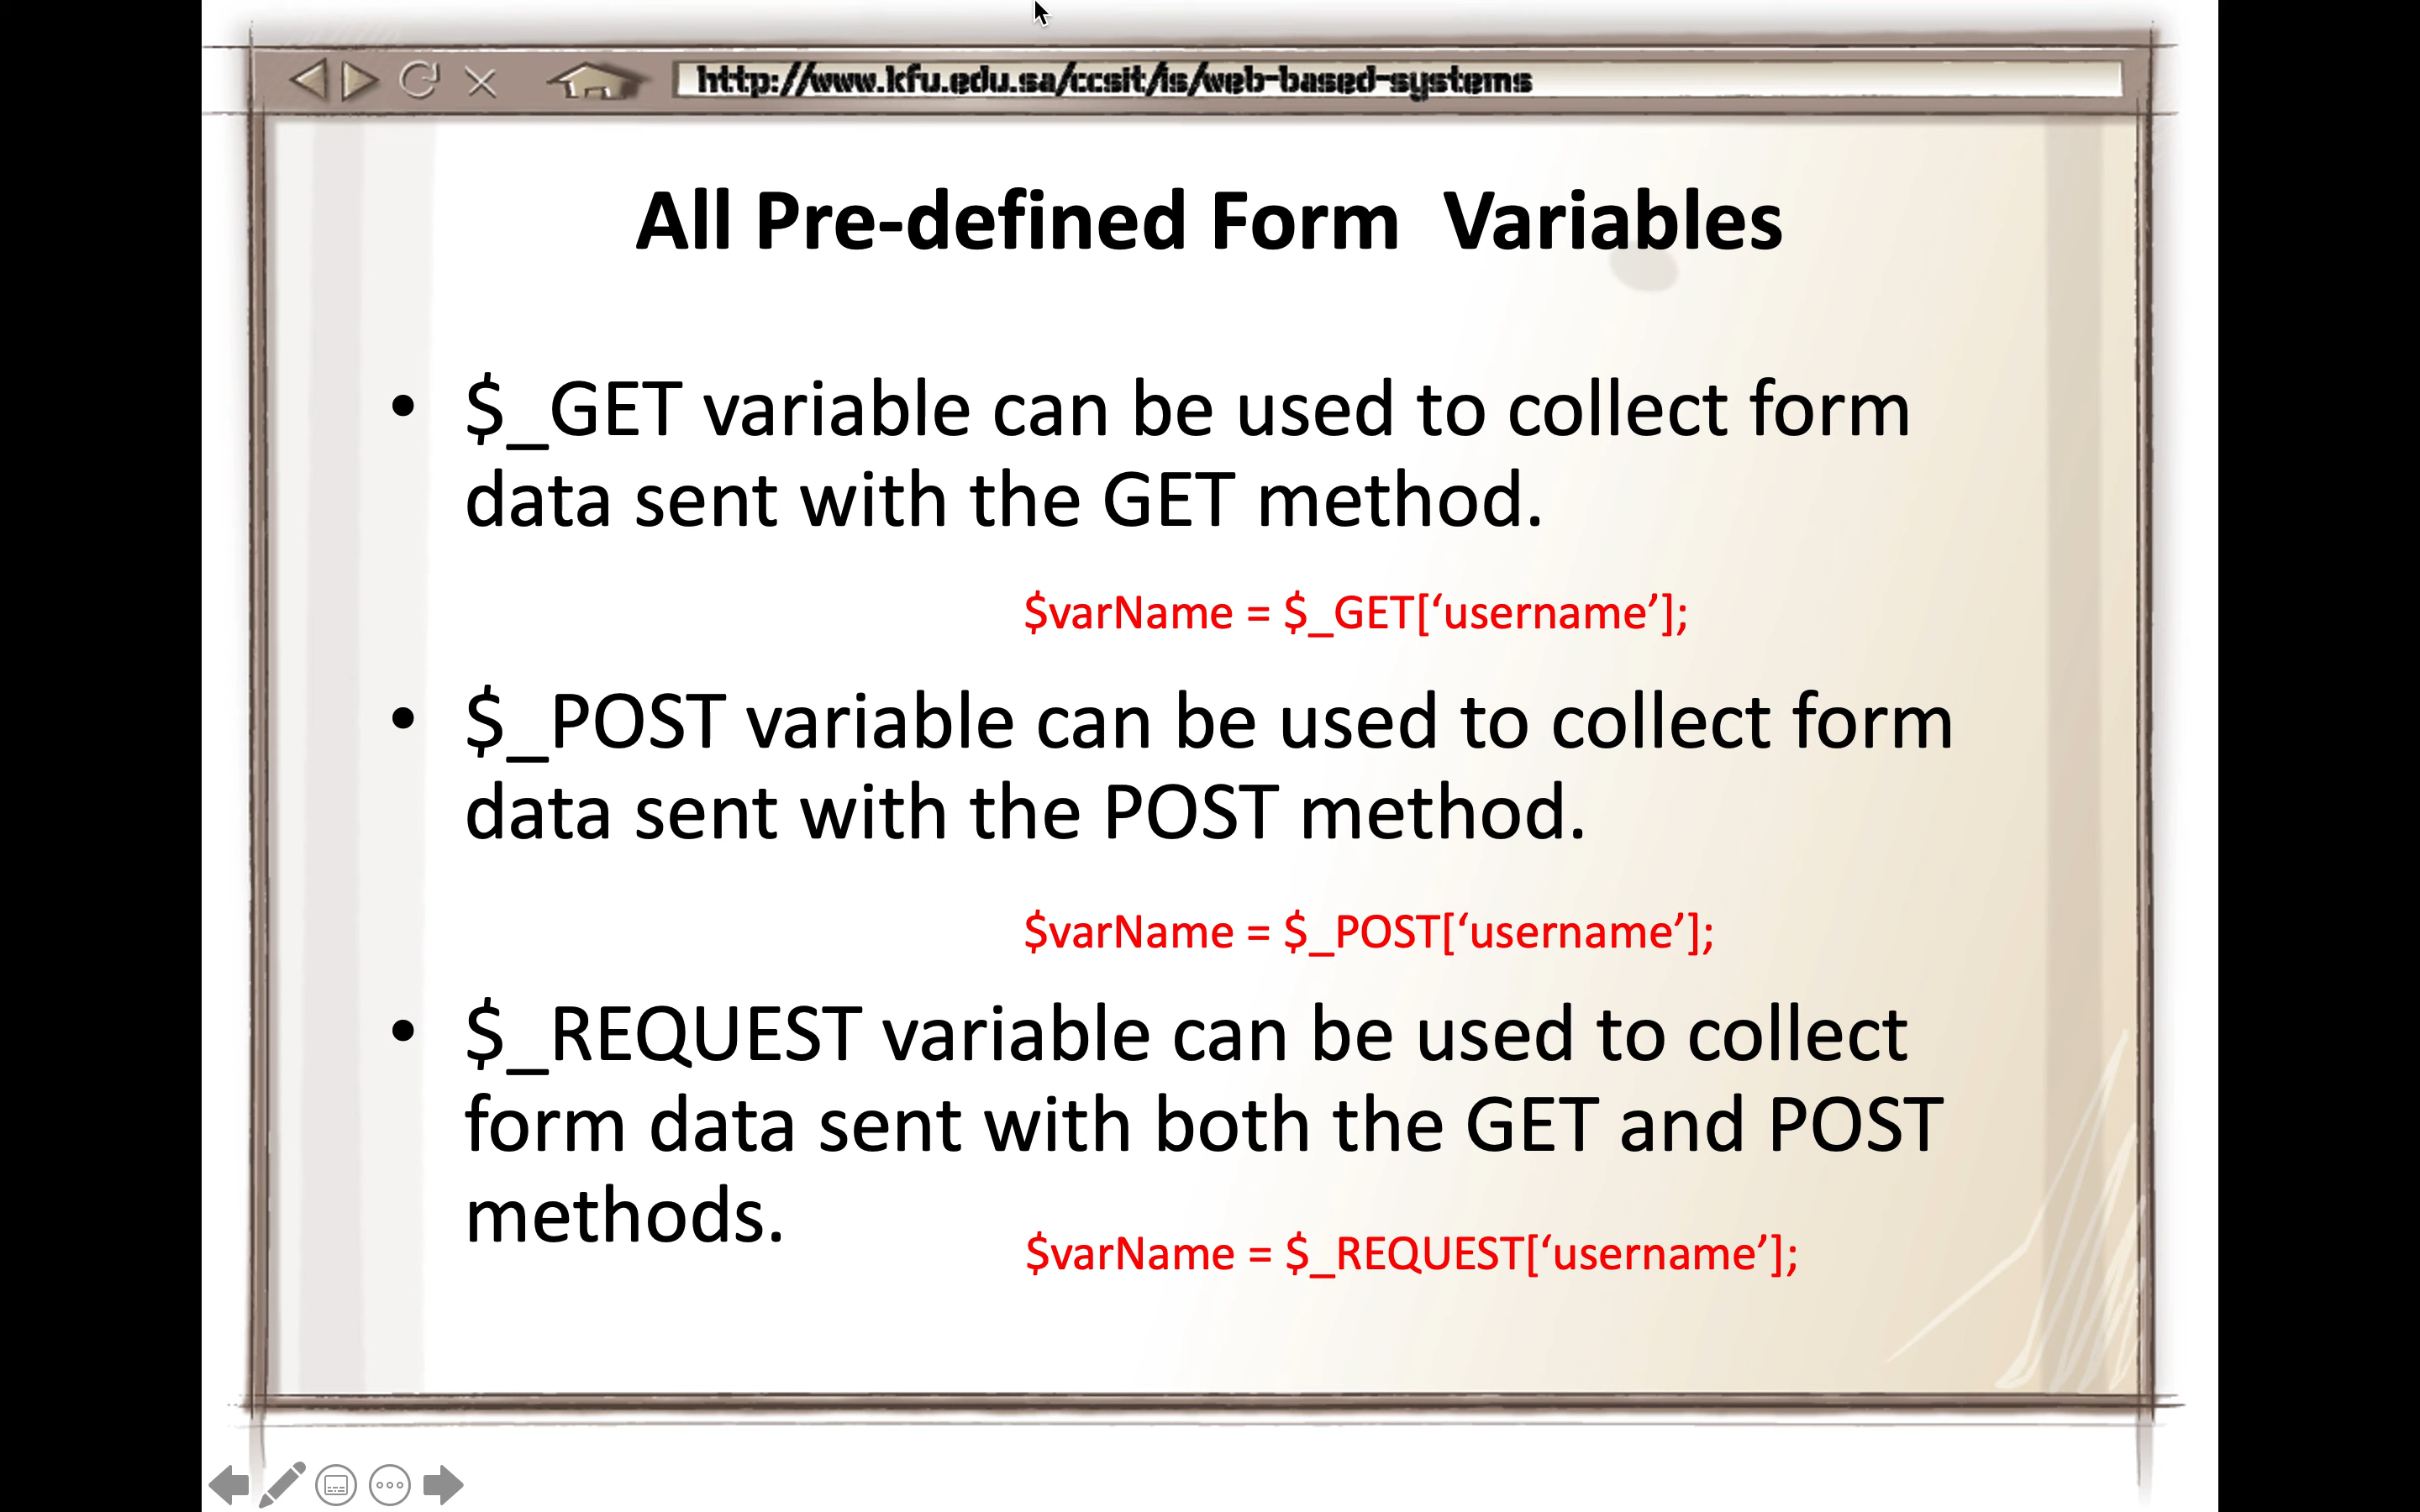 http://www.kfu.edu.sa/ccsit/is/web-based-systems
All Pre-defined Form  Variables
• $_GET variable can be used to collect form
data sent with the GET method.
$varName = $_GET[‘username’];
• $_POST variable can be used to collect form
data sent with the POST method.
$varName = $_POST[‘username’];
• $_REQUEST variable can be used to collect
form data sent with both the GET and POST
methods.
$varName = $_REQUEST[‘username’];